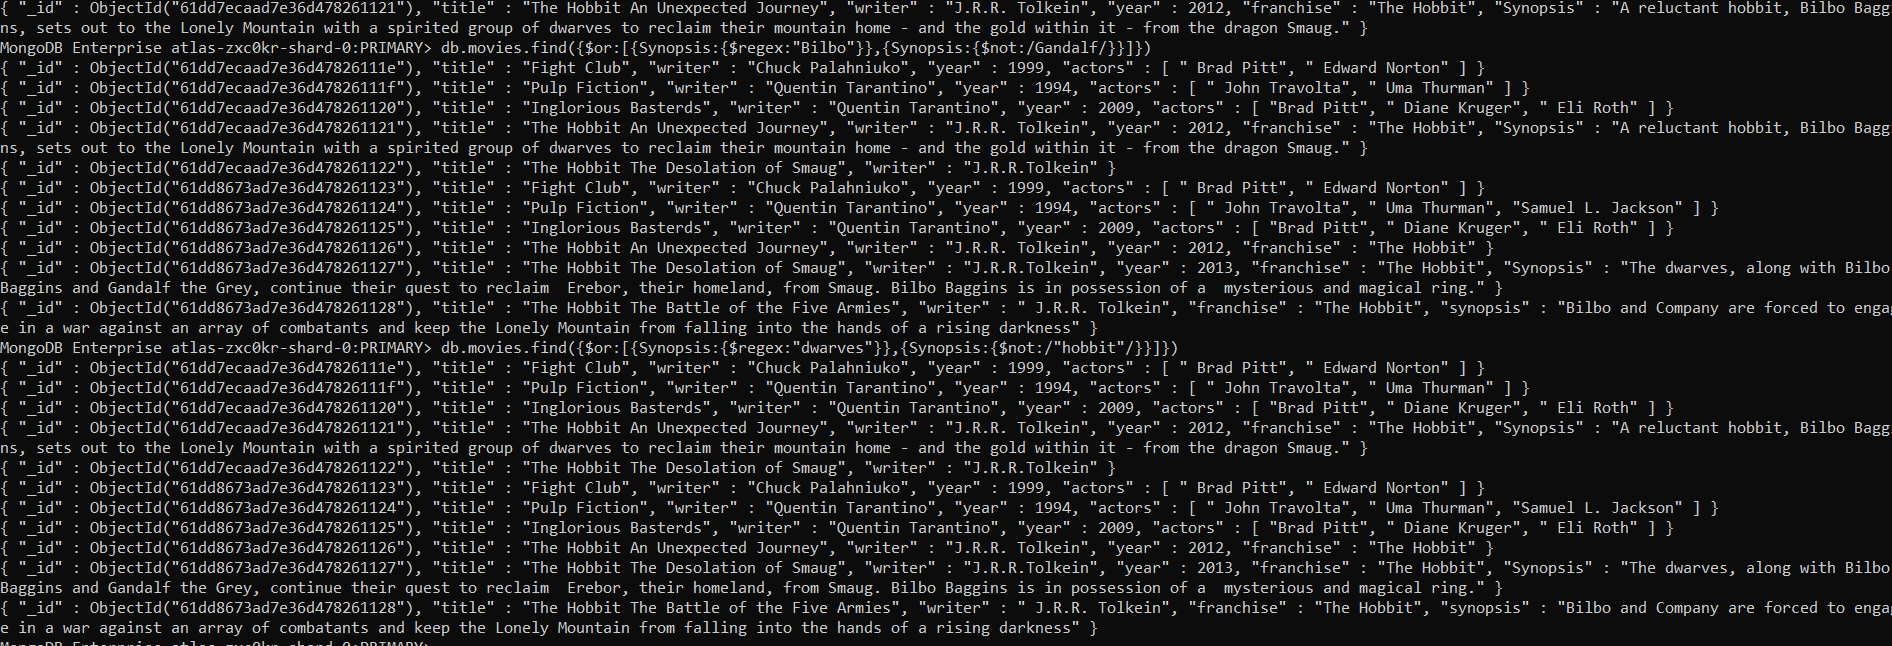 { "_id" : ObjectId("61dd7ecaad7e36d478261121"), "title" : "The Hobbit An Unexpected Journey", "writer" : "J.R.R. Tolkein", "year" : 2012, "franchise" : "The Hobbit", "Synopsis" : "A reluctant hobbit, Bilbo Baggi
ns, sets out to the Lonely Mountain with a spirited group of dwarves to reclaim their mountain home - and the gold within it - from the dragon Smaug." }
MongoDB Enterprise atlas-zxc0kr-shard-0:PRIMARY> db.movies.find({$or:[{Synopsis:{$regex:"Bilbo"}},{Synopsis:{$not:/Gandalf/}}]})
{ "_id" : ObjectId("61dd7ecaad7e36d47826111e"), "title" : "Fight Club", "writer" : "Chuck Palahniuko", "year" : 1999, "actors" : [ " Brad Pitt", " Edward Norton" ] }
{ "_id" : ObjectId("61dd7ecaad7e36d47826111f"), "title" : "Pulp Fiction", "writer" : "Quentin Tarantino", "year" : 1994, "actors" : [ " John Travolta", " Uma Thurman" ] }
{ "_id" : ObjectId("61dd7ecaad7e36d478261120"), "title" : "Inglorious Basterds", "writer" : "Quentin Tarantino", "year" : 2009, "actors" : [ "Brad Pitt", " Diane Kruger", " Eli Roth" ] }
{ "_id" : ObjectId("61dd7ecaad7e36d478261121"), "title" : "The Hobbit An Unexpected Journey", "writer" : "J.R.R. Tolkein", "year" : 2012, "franchise" : "The Hobbit", "Synopsis" : "A reluctant hobbit, Bilbo Baggi
ns, sets out to the Lonely Mountain with a spirited group of dwarves to reclaim their mountain home - and the gold within it - from the dragon Smaug." }
{ "_id" : ObjectId("61dd7ecaad7e36d478261122"), "title" : "The Hobbit The Desolation of Smaug", "writer" : "J.R.R.Tolkein" }
{ "_id" : ObjectId("61dd8673ad7e36d478261123"), "title" : "Fight Club", "writer" : "Chuck Palahniuko", "year" : 1999, "actors" : [ " Brad Pitt", " Edward Norton" ] }
{ "_id" : ObjectId("61dd8673ad7e36d478261124"), "title" : "Pulp Fiction", "writer" : "Quentin Tarantino", "year" : 1994, "actors" : [ " John Travolta", " Uma Thurman", "Samuel L. Jackson" ] }
{ "_id" : ObjectId("61dd8673ad7e36d478261125"), "title" : "Inglorious Basterds", "writer" : "Quentin Tarantino", "year" : 2009, "actors" : [ "Brad Pitt", " Diane Kruger", " Eli Roth" ] }
{ "_id" : ObjectId("61dd8673ad7e36d478261126"), "title" : "The Hobbit An Unexpected Journey", "writer" : "J.R.R. Tolkein", "year" : 2012, "franchise" : "The Hobbit" }
{ "_id" : ObjectId("61dd8673ad7e36d478261127"), "title" : "The Hobbit The Desolation of Smaug", "writer" : "J.R.R.Tolkein", "year" : 2013, "franchise" : "The Hobbit", "Synopsis" : "The dwarves, along with Bilbo
Baggins and Gandalf the Grey, continue their quest to reclaim  Erebor, their homeland, from Smaug. Bilbo Baggins is in possession of a  mysterious and magical ring." }
{ "_id" : ObjectId("61dd8673ad7e36d478261128"), "title" : "The Hobbit The Battle of the Five Armies", "writer" : " J.R.R. Tolkein", "franchise" : "The Hobbit", "synopsis" : "Bilbo and Company are forced to engag
e in a war against an array of combatants and keep the Lonely Mountain from falling into the hands of a rising darkness" }
MongoDB Enterprise atlas-zxc0kr-shard-0:PRIMARY> db.movies.find({$or:[{Synopsis:{$regex:"dwarves"}},{Synopsis:{$not:/"hobbit"/}}]})
{ "_id" : ObjectId("61dd7ecaad7e36d47826111e"), "title" : "Fight Club", "writer" : "Chuck Palahniuko", "year" : 1999, "actors" : [ " Brad Pitt", " Edward Norton" ] }
{ "_id" : ObjectId("61dd7ecaad7e36d47826111f"), "title" : "Pulp Fiction", "writer" : "Quentin Tarantino", "year" : 1994, "actors" : [ " John Travolta", " Uma Thurman" ] }
{ "_id" : ObjectId("61dd7ecaad7e36d478261120"), "title" : "Inglorious Basterds", "writer" : "Quentin Tarantino", "year" : 2009, "actors" : [ "Brad Pitt", " Diane Kruger", " Eli Roth" ] }
{ "_id" : ObjectId("61dd7ecaad7e36d478261121"), "title" : "The Hobbit An Unexpected Journey", "writer" : "J.R.R. Tolkein", "year" : 2012, "franchise" : "The Hobbit", "Synopsis" : "A reluctant hobbit, Bilbo Baggi
ns, sets out to the Lonely Mountain with a spirited group of dwarves to reclaim their mountain home - and the gold within it - from the dragon Smaug." }
{ "_id" : ObjectId("61dd7ecaad7e36d478261122"), "title" : "The Hobbit The Desolation of Smaug", "writer" : "J.R.R.Tolkein" }
{ "_id" : ObjectId("61dd8673ad7e36d478261123"), "title" : "Fight Club", "writer" : "Chuck Palahniuko", "year" : 1999, "actors" : [ " Brad Pitt", " Edward Norton" ] }
{ "_id" : ObjectId("61dd8673ad7e36d478261124"), "title" : "Pulp Fiction", "writer" : "Quentin Tarantino", "year" : 1994, "actors" : [ " John Travolta", " Uma Thurman", "Samuel L. Jackson" ] }
{ "_id" : ObjectId("61dd8673ad7e36d478261125"), "title" : "Inglorious Basterds", "writer" : "Quentin Tarantino", "year" : 2009, "actors" : [ "Brad Pitt", " Diane Kruger", " Eli Roth" ] }
{ "_id" : ObjectId("61dd8673ad7e36d478261126"), "title" : "The Hobbit An Unexpected Journey", "writer" : "J.R.R. Tolkein", "year" : 2012, "franchise" : "The Hobbit" }
{ "_id" : ObjectId("61dd8673ad7e36d478261127"), "title" : "The Hobbit The Desolation of Smaug", "writer" : "J.R.R.Tolkein", "year" : 2013, "franchise" : "The Hobbit", "Synopsis" : "The dwarves, along with Bilbo
Baggins and Gandalf the Grey, continue their quest to reclaim  Erebor, their homeland, from Smaug. Bilbo Baggins is in possession of a  mysterious and magical ring." }
{ "_id" : ObjectId("61dd8673ad7e36d478261128"), "title" : "The Hobbit The Battle of the Five Armies", "writer" : " J.R.R. Tolkein", "franchise" : "The Hobbit", "synopsis" : "Bilbo and Company are forced to engag
e in a war against an array of combatants and keep the Lonely Mountain from falling into the hands of a rising darkness" }
MongoDB Enterprise atlas-zxc0kr-shard-0:PRIMARY>